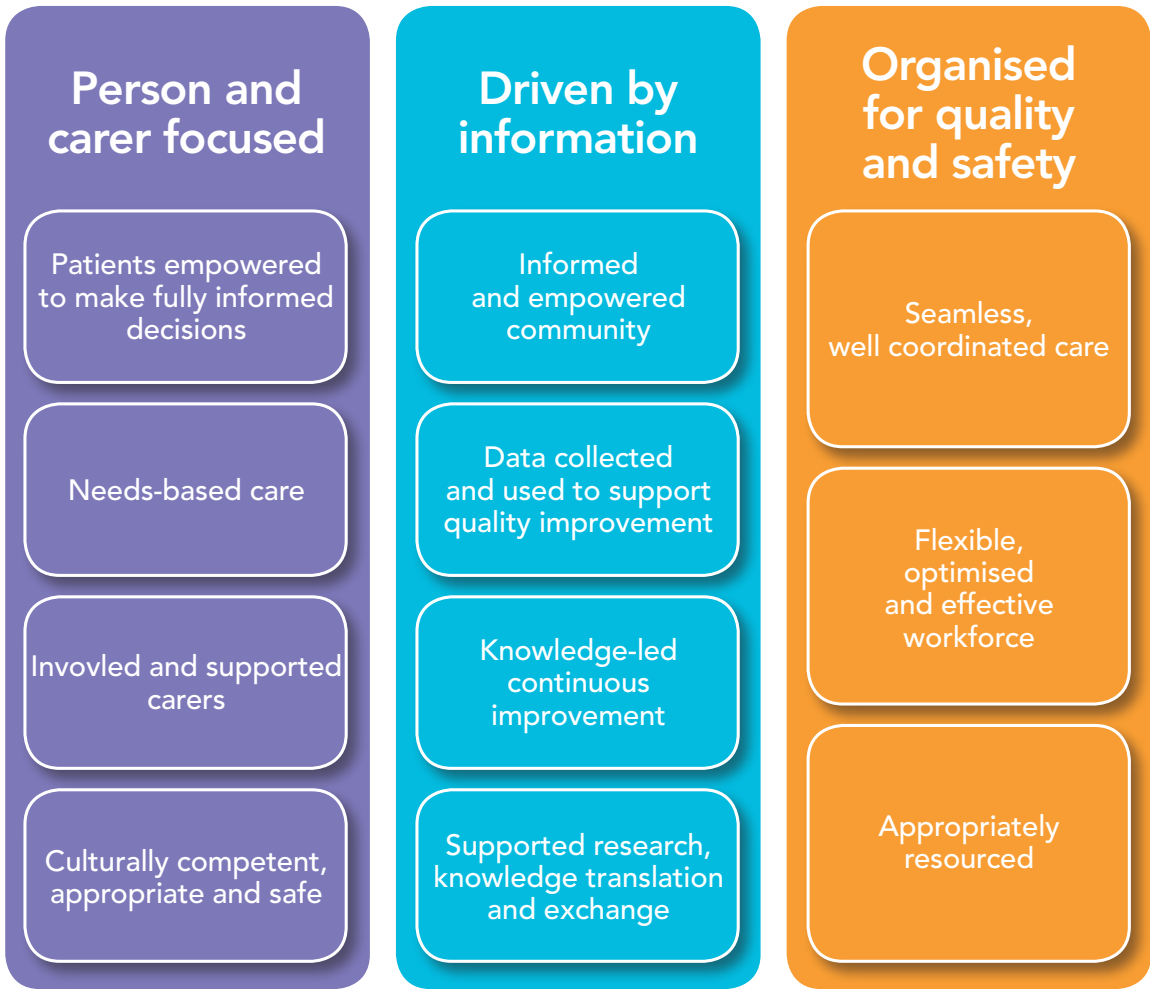 Person and
carer focused
Patients empowered
to make fully informed
decisions
Needs-based care
Invovled and supported
carers
Culturally competent,
appropriate and safe
Driven by
information
Informed
and empowered
community
Data collected
and used to support
quality improvement
Knowledge-led
continuous
improvement
Supported research,
knowledge translation
and exchange
Organised
for quality
and safety
Seamless,
well coordinated care
Flexible,
optimised
and effective
workforce
Appropriately
resourced